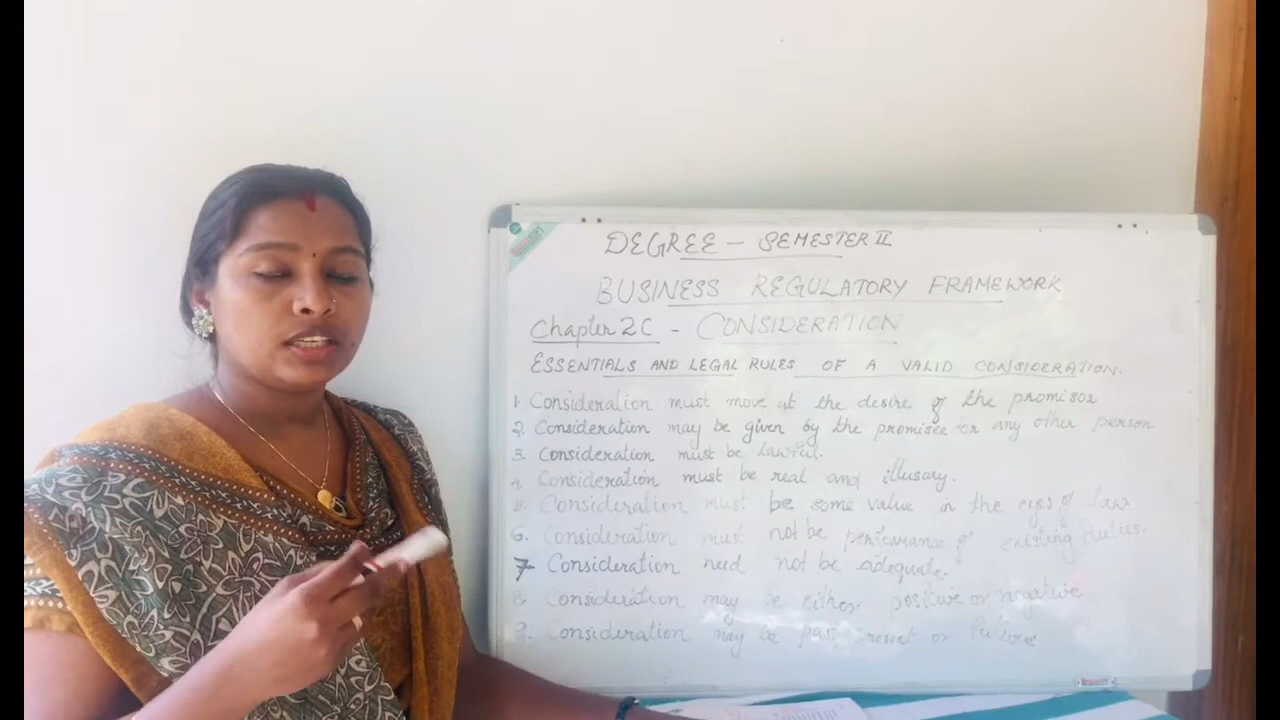 DEGREE - SEMESTER II
BUSINESS REGULATORY FRAMEWORK
Chapter 2C - CONSIDERATION
ESSENTIALS AND LEGAL RULES OF A VALID CONSIDERATION.
1. Consideration must move at the desire of the promisor
2. Consideration may be given by the promisee or any other person
3. Consideration must be lawful.
4. Consideration must be real and illusory.
5. Consideration must be some value in the eyes of law
6. Consideration must not be performance of existing duties.
7. Consideration need not be adequate.
8. Consideration may be either positive or negative
9. Consideration may be past, present or future